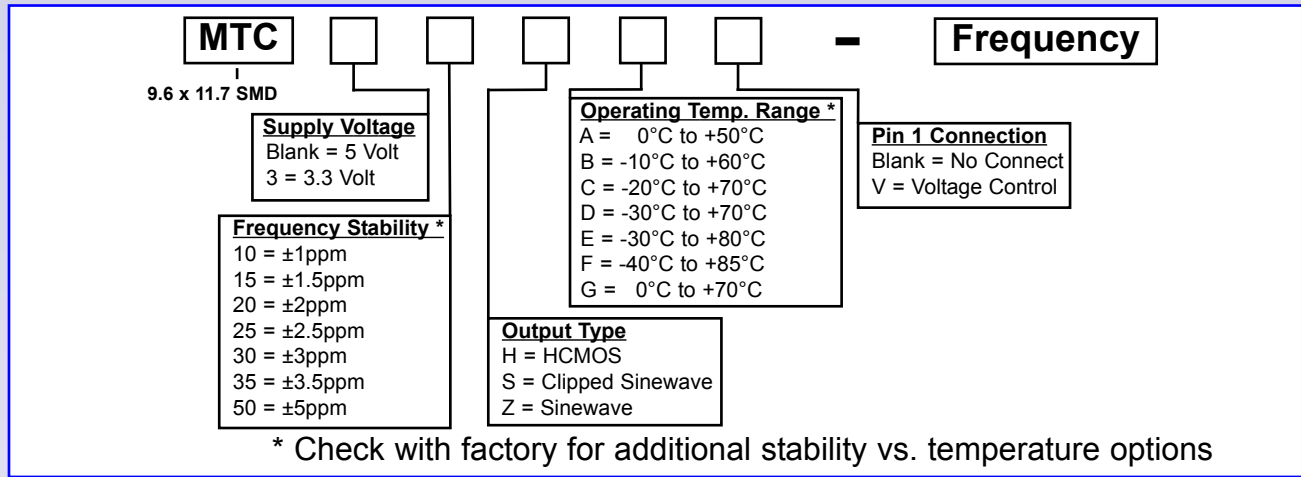 MTC - Frequency
9.6 x 11.7 SMD
Supply Voltage
Blank = 5 Volt
3 = 3.3 Volt
Frequency Stability *
10 = ±1ppm
15 = ±1.5ppm
20 = ±2ppm
25 = ±2.5ppm
30 = ±3ppm
35 = ±3.5ppm
50 = ±5ppm
Output Type
H = HCMOS
S = Clipped Sinewave
Z = Sinewave
Operating Temp. Range *
A = 0°C to +50°C
B = -10°C to +60°C
C = -20°C to +70°C
D = -30°C to +70°C
E = -30°C to +80°C
F = -40°C to +85°C
G = 0°C to +70°C
Pin 1 Connection
Blank = No Connect
V = Voltage Control
* Check with factory for additional stability vs. temperature options